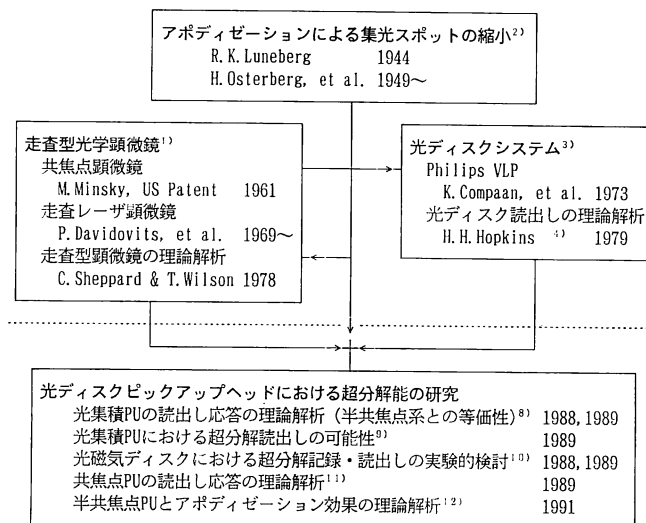 アポディゼーションによる集光スポットの縮小²⁾
R.K.Luneberg 1944
H.Osterberg, et al. 1949～
走査型光学顕微鏡¹⁾
共焦点顕微鏡
M.Minsky, US Patent 1961
走査レーザ顕微鏡
P.Davidovits, et al. 1969～
走査型顕微鏡の理論解析
C.Sheppard & T.Wilson 1978
光ディスクシステム³⁾
Philips VLP
K.Compaan, et al. 1973
光ディスク読出しの理論解析
H.H.Hopkins ⁴⁾ 1979
光ディスクピックアップヘッドにおける超分解能の研究
光集積PUの読出し応答の理論解析（半共焦点系との等価性）⁸⁾ 1988,1989
光集積PUにおける超分解読出しの可能性⁹⁾ 1989
光磁気ディスクにおける超分解記録・読出しの実験的検討¹⁰⁾ 1988,1989
共焦点PUの読出し応答の理論解析¹¹⁾ 1989
半共焦点PUとアポディゼーション効果の理論解析¹²⁾ 1991